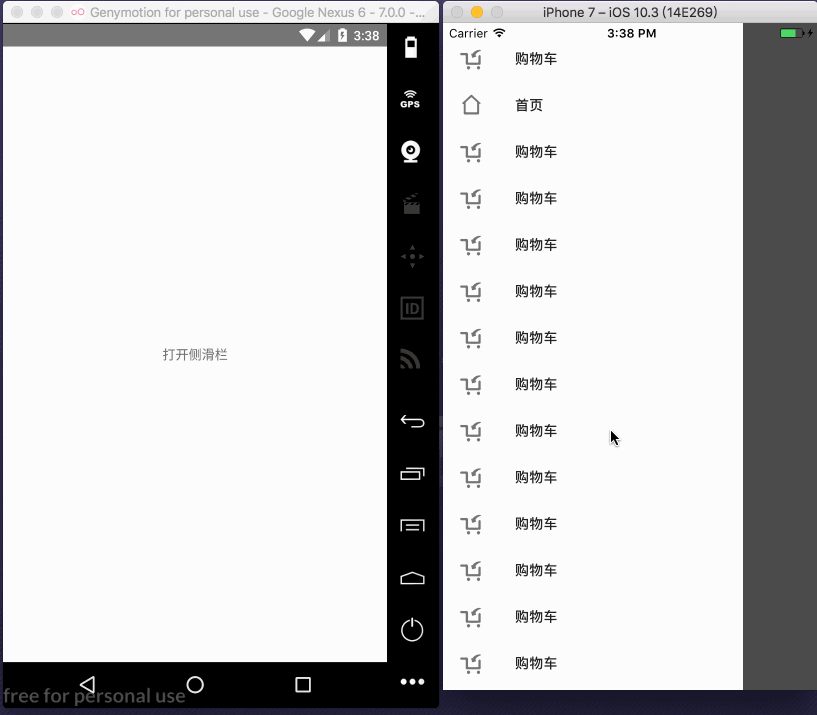 Genymotion for personal use - Google Nexus 6 - 7.0.0 -...
3:38
GPS
ID
打开侧滑栏
free for personal use
iPhone 7 – iOS 10.3 (14E269)
Carrier 3:38 PM
购物车
首页
购物车
购物车
购物车
购物车
购物车
购物车
购物车
购物车
购物车
购物车
购物车
购物车